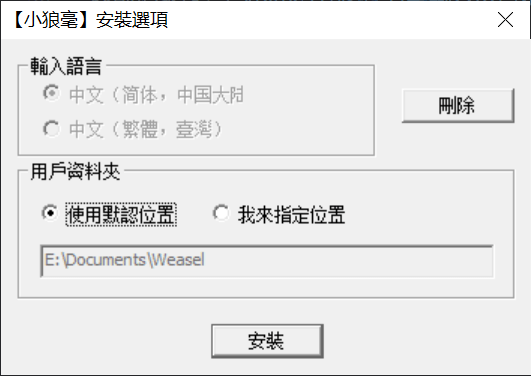 【小狼毫】安裝選項
輸入語言
中文（简体，中国大陆
中文（繁體，臺灣）
刪除
用戶資料夾
使用默認位置
我來指定位置
E:\Documents\Weasel
安裝